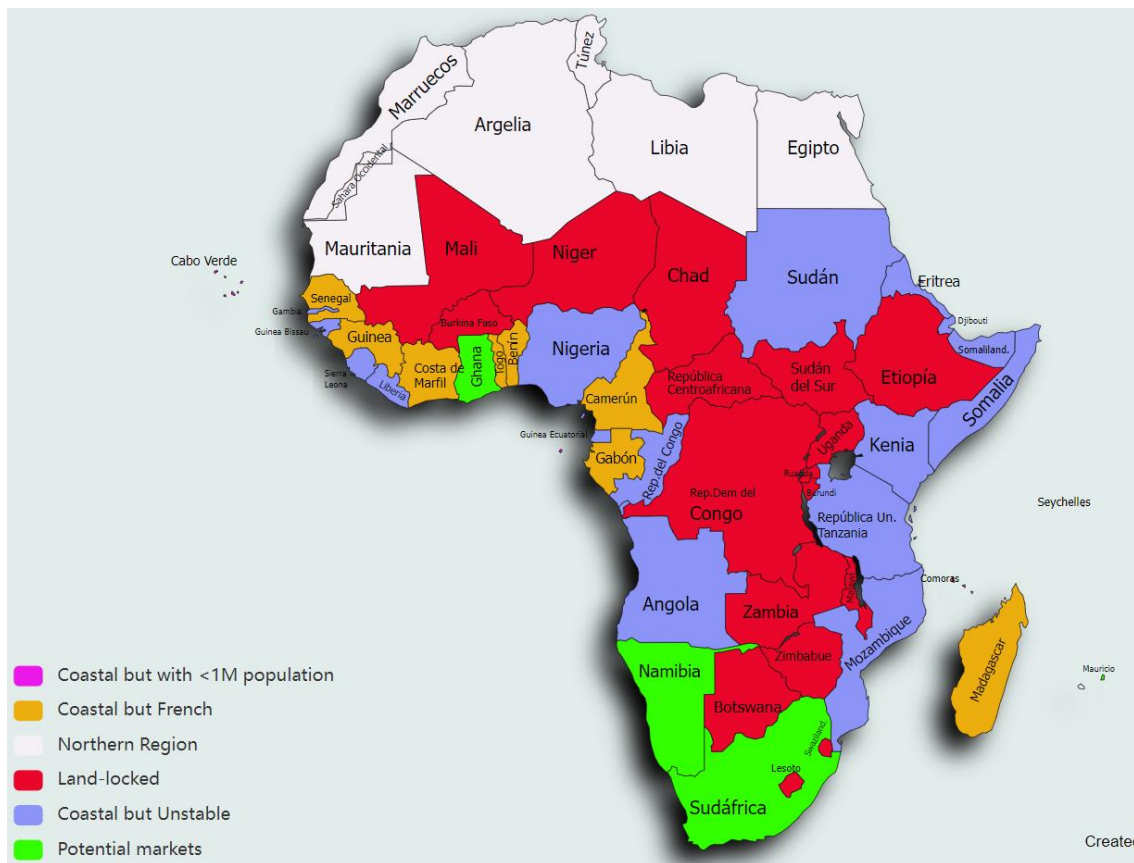 Túnez
Marruecos
Argelia
Libia
Egipto
Sahara Occidental
Mauritania
Mali
Niger
Chad
Sudán
Cabo Verde
Eritrea
Senegal
Gambia
Guinea Bissau
Guinea
Burkina Faso
Djibouti
Sierra
Leona
Liberia
Costa de
Marfil
Ghana
Togo
Benín
Nigeria
Camerún
República
Centroafricana
Sudán
del Sur
Etiopía
Somaliland.
Somalia
Guinea Ecuatorial
Gabón
Rep.del Congo
Rep.Dem del
Congo
Uganda
Kenia
Ruanda
Burundi
República Un.
Tanzania
Seychelles
Comoras
Angola
Zambia
Malawi
Mozambique
Zimbabue
Madagascar
Mauricio
Namibia
Botswana
Swaziland.
Lesoto
Sudáfrica
Coastal but with <1M population
Coastal but French
Northern Region
Land-locked
Coastal but Unstable
Potential markets
Created